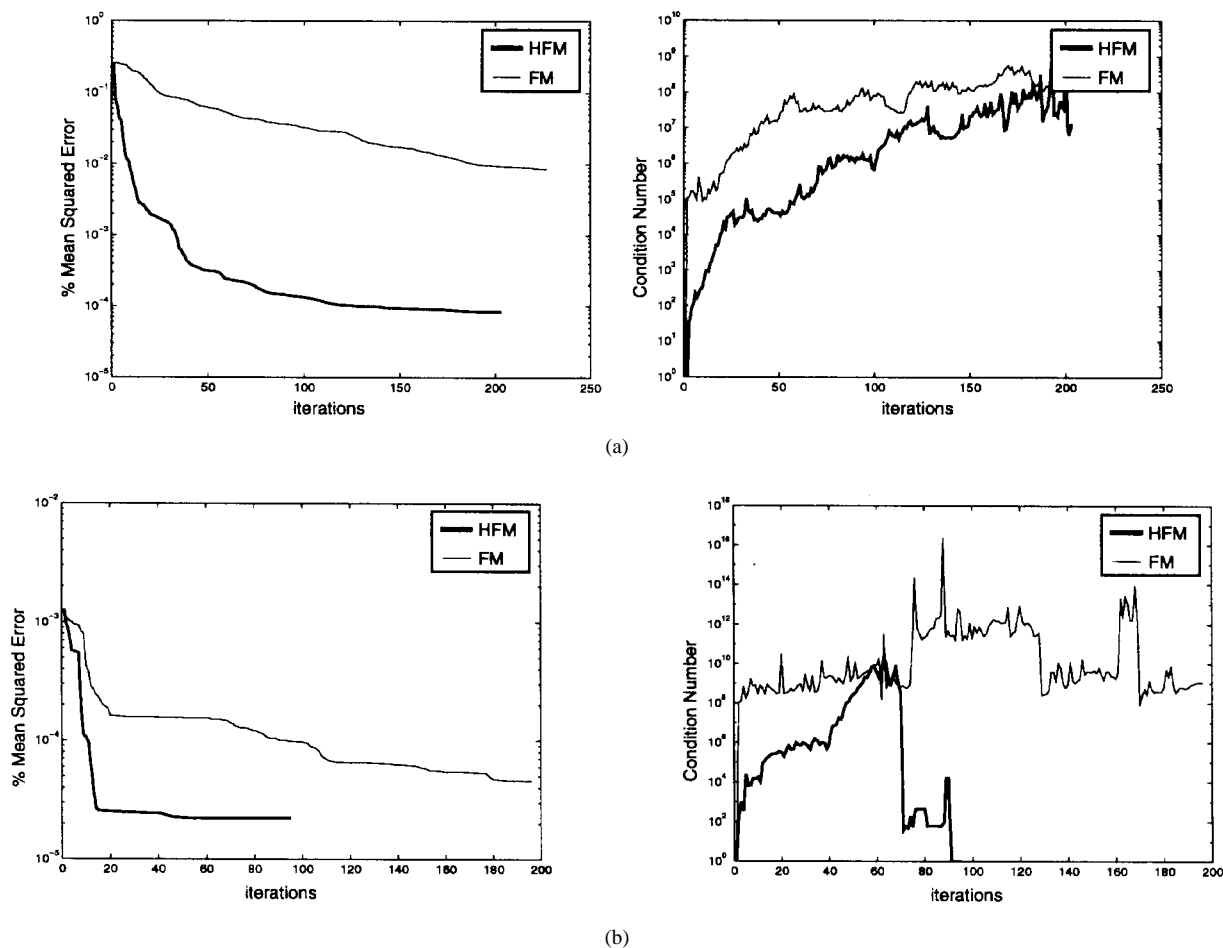 10^0
10^-1
10^-2
10^-3
10^-4
10^-5
% Mean Squared Error
0 50 100 150 200 250
iterations
HFM
FM
10^10
10^9
10^8
10^7
10^6
10^5
10^4
10^3
10^2
10^1
10^0
Condition Number
0 50 100 150 200 250
iterations
HFM
FM
(a)
10^-2
10^-3
10^-4
10^-5
% Mean Squared Error
0 20 40 60 80 100 120 140 160 180 200
iterations
HFM
FM
10^18
10^16
10^14
10^12
10^10
10^8
10^6
10^4
10^2
10^0
Condition Number
0 20 40 60 80 100 120 140 160 180 200
iterations
HFM
FM
(b)